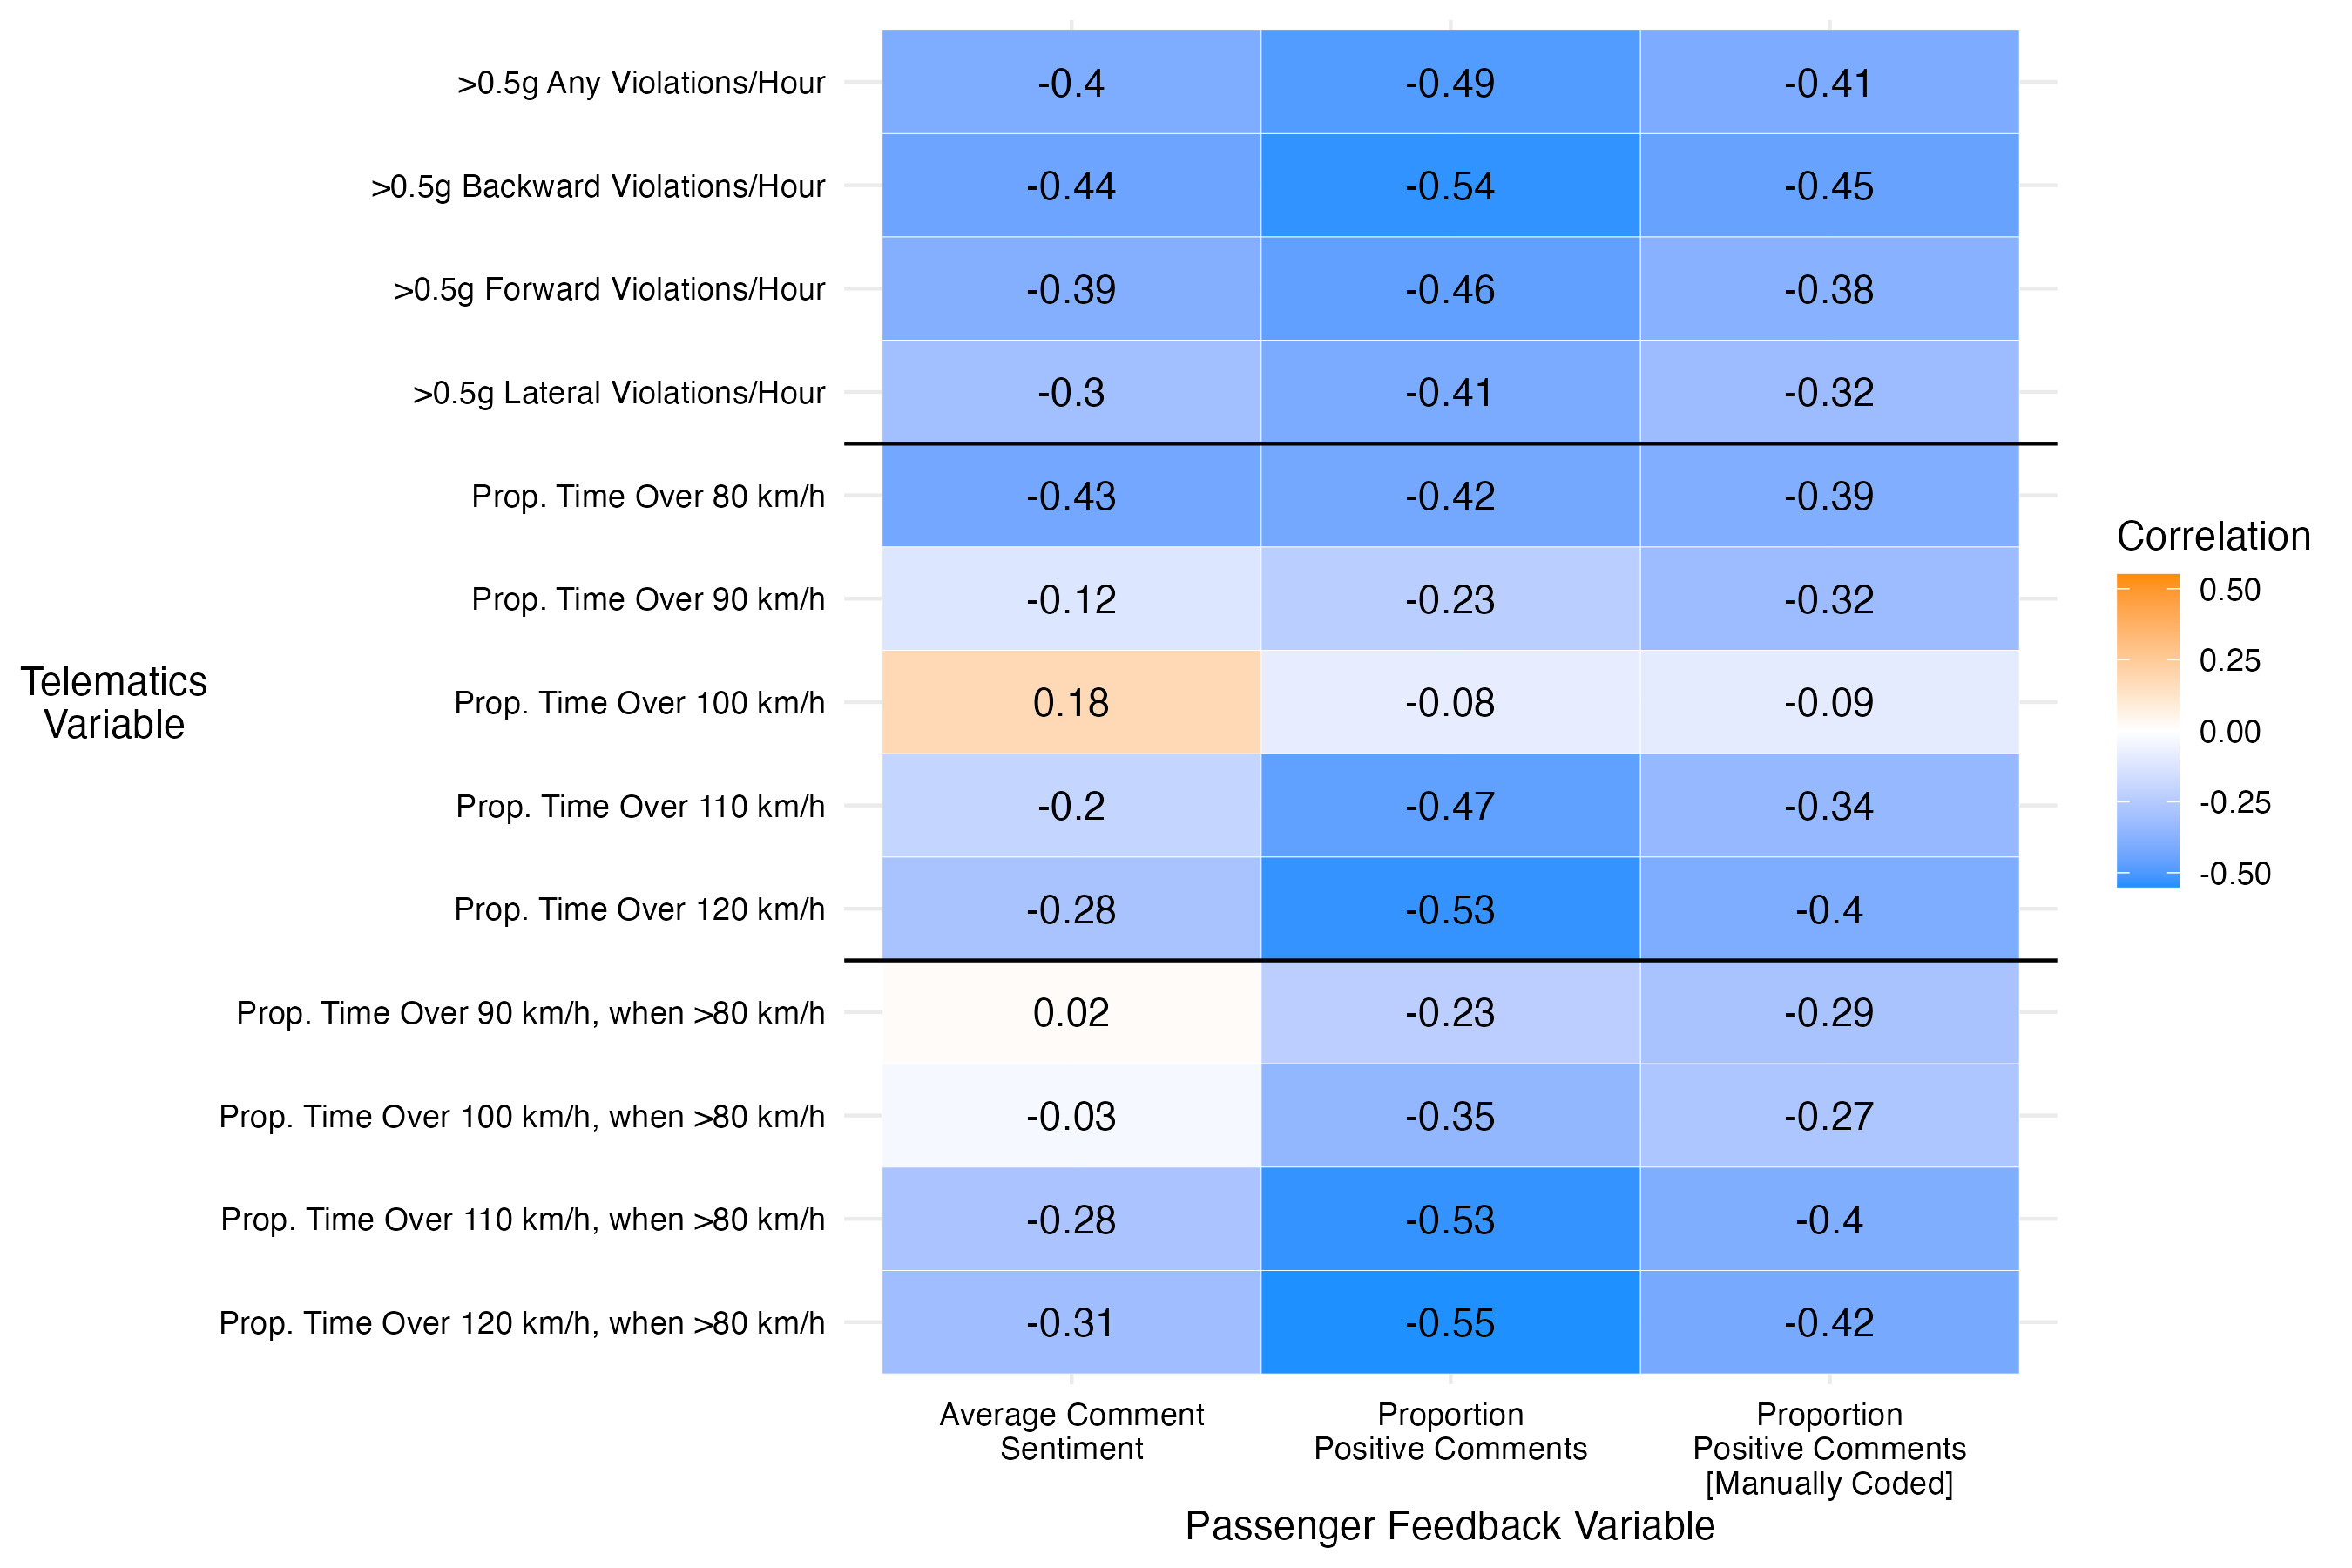 >0.5g Any Violations/Hour -0.4 -0.49 -0.41
>0.5g Backward Violations/Hour -0.44 -0.54 -0.45
>0.5g Forward Violations/Hour -0.39 -0.46 -0.38
>0.5g Lateral Violations/Hour -0.3 -0.41 -0.32
Prop. Time Over 80 km/h -0.43 -0.42 -0.39
Prop. Time Over 90 km/h -0.12 -0.23 -0.32
Prop. Time Over 100 km/h 0.18 -0.08 -0.09
Prop. Time Over 110 km/h -0.2 -0.47 -0.34
Prop. Time Over 120 km/h -0.28 -0.53 -0.4
Prop. Time Over 90 km/h, when >80 km/h 0.02 -0.23 -0.29
Prop. Time Over 100 km/h, when >80 km/h -0.03 -0.35 -0.27
Prop. Time Over 110 km/h, when >80 km/h -0.28 -0.53 -0.4
Prop. Time Over 120 km/h, when >80 km/h -0.31 -0.55 -0.42
Telematics
Variable
Average Comment
Sentiment
Proportion
Positive Comments
Proportion
Positive Comments
[Manually Coded]
Passenger Feedback Variable
Correlation
0.50
0.25
0.00
-0.25
-0.50